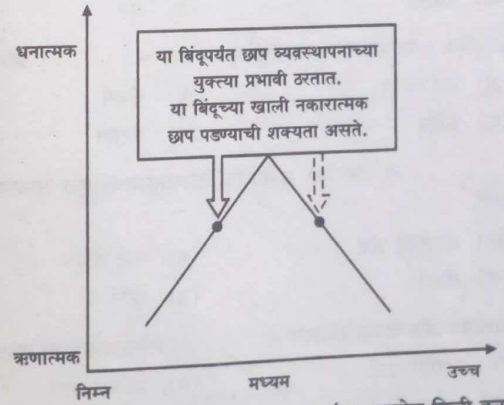 धनात्मक
या बिंदूपर्यंत छाप व्यवस्थापनाच्या
युक्त्या प्रभावी ठरतात.
या बिंदूच्या खाली नकारात्मक
छाप पडण्याची शक्यता असते.
ऋणात्मक
निम्न
मध्यम
उच्च